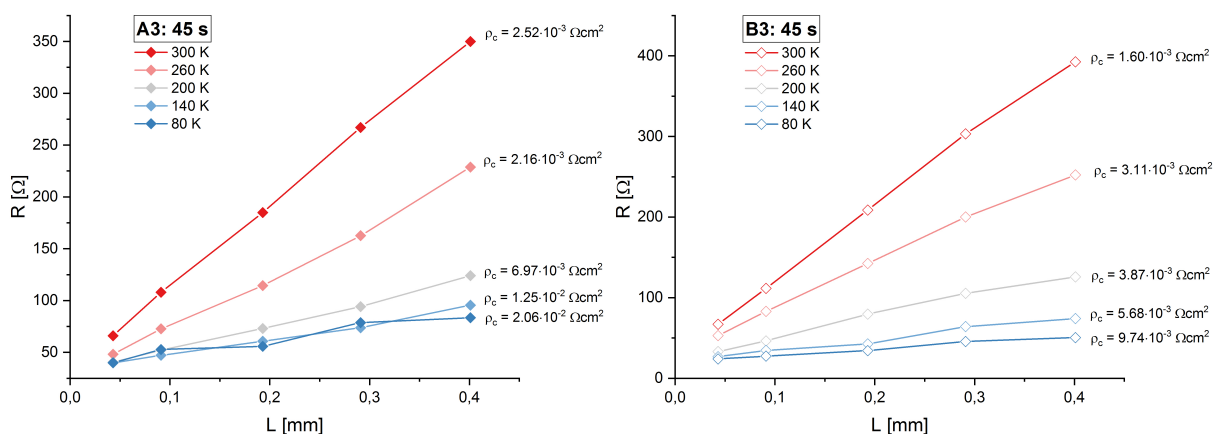 A3: 45 s
300 K
260 K
200 K
140 K
80 K
ρc = 2.52·10-3 Ωcm2
ρc = 2.16·10-3 Ωcm2
ρc = 6.97·10-3 Ωcm2
ρc = 1.25·10-2 Ωcm2
ρc = 2.06·10-2 Ωcm2
350
300
250
200
150
100
50
R [Ω]
0,0 0,1 0,2 0,3 0,4
L [mm]
B3: 45 s
300 K
260 K
200 K
140 K
80 K
ρc = 1.60·10-3 Ωcm2
ρc = 3.11·10-3 Ωcm2
ρc = 3.87·10-3 Ωcm2
ρc = 5.68·10-3 Ωcm2
ρc = 9.74·10-3 Ωcm2
400
300
200
100
0
R [Ω]
0,0 0,1 0,2 0,3 0,4
L [mm]